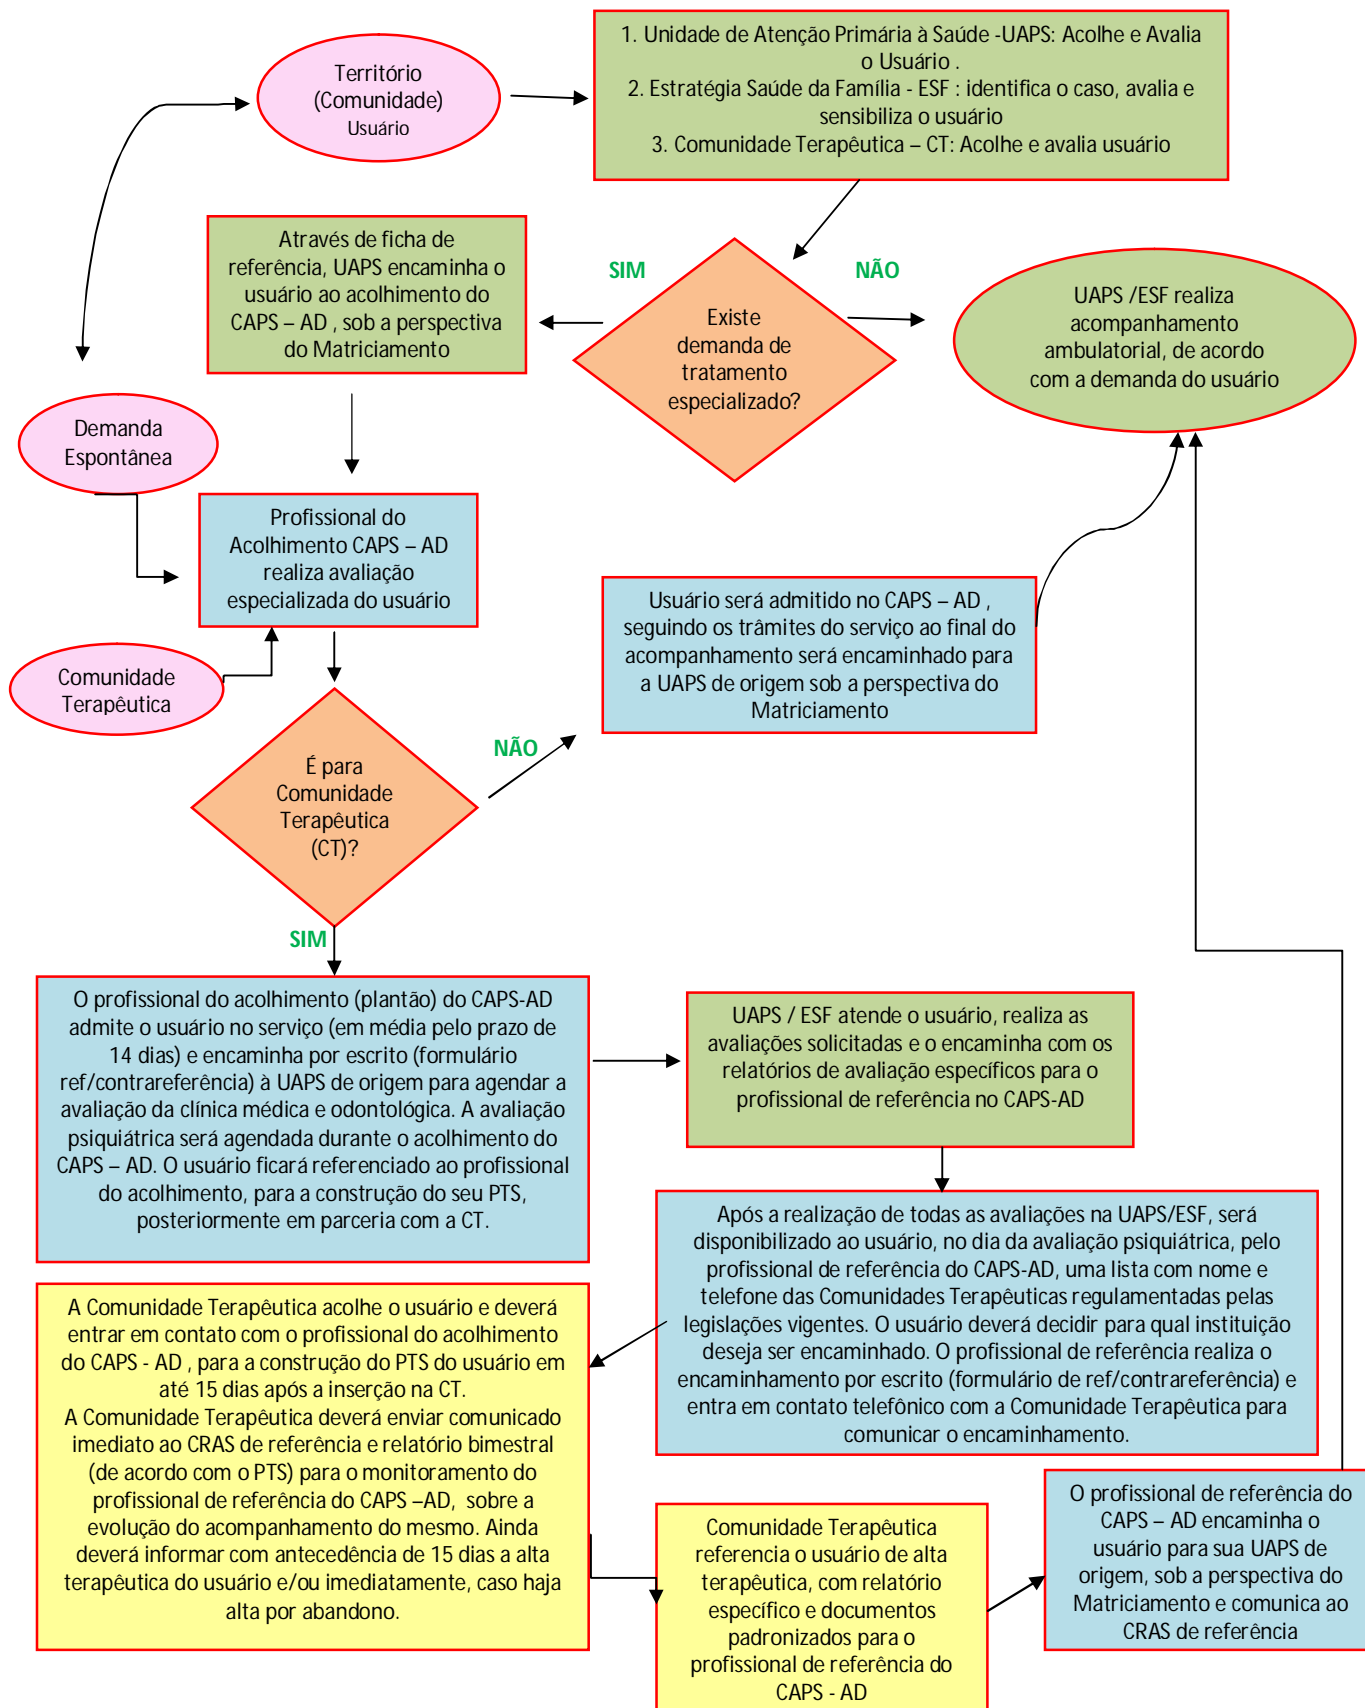 Território
(Comunidade)
Usuário
1. Unidade de Atenção Primária à Saúde -UAPS: Acolhe e Avalia
o Usuário .
2. Estratégia Saúde da Família - ESF : identifica o caso, avalia e
sensibiliza o usuário
3. Comunidade Terapêutica – CT: Acolhe e avalia usuário
Através de ficha de
referência, UAPS encaminha o
usuário ao acolhimento do
CAPS – AD , sob a perspectiva
do Matriciamento
SIM
NÃO
Existe
demanda de
tratamento
especializado?
UAPS /ESF realiza
acompanhamento
ambulatorial, de acordo
com a demanda do usuário
Demanda
Espontânea
Profissional do
Acolhimento CAPS – AD
realiza avaliação
especializada do usuário
Usuário será admitido no CAPS – AD ,
seguindo os trâmites do serviço ao final do
acompanhamento será encaminhado para
a UAPS de origem sob a perspectiva do
Matriciamento
Comunidade
Terapêutica
NÃO
É para
Comunidade
Terapêutica
(CT)?
SIM
O profissional do acolhimento (plantão) do CAPS-AD
admite o usuário no serviço (em média pelo prazo de
14 dias) e encaminha por escrito (formulário
ref/contrareferência) à UAPS de origem para agendar a
avaliação da clínica médica e odontológica. A avaliação
psiquiátrica será agendada durante o acolhimento do
CAPS – AD. O usuário ficará referenciado ao profissional
do acolhimento, para a construção do seu PTS,
posteriormente em parceria com a CT.
UAPS / ESF atende o usuário, realiza as
avaliações solicitadas e o encaminha com os
relatórios de avaliação específicos para o
profissional de referência no CAPS-AD
Após a realização de todas as avaliações na UAPS/ESF, será
disponibilizado ao usuário, no dia da avaliação psiquiátrica, pelo
profissional de referência do CAPS-AD, uma lista com nome e
telefone das Comunidades Terapêuticas regulamentadas pelas
legislações vigentes. O usuário deverá decidir para qual instituição
deseja ser encaminhado. O profissional de referência realiza o
encaminhamento por escrito (formulário de ref/contrareferência) e
entra em contato telefônico com a Comunidade Terapêutica para
comunicar o encaminhamento.
A Comunidade Terapêutica acolhe o usuário e deverá
entrar em contato com o profissional do acolhimento
do CAPS - AD , para a construção do PTS do usuário em
até 15 dias após a inserção na CT.
A Comunidade Terapêutica deverá enviar comunicado
imediato ao CRAS de referência e relatório bimestral
(de acordo com o PTS) para o monitoramento do
profissional de referência do CAPS –AD, sobre a
evolução do acompanhamento do mesmo. Ainda
deverá informar com antecedência de 15 dias a alta
terapêutica do usuário e/ou imediatamente, caso haja
alta por abandono.
Comunidade Terapêutica
referencia o usuário de alta
terapêutica, com relatório
específico e documentos
padronizados para o
profissional de referência do
CAPS - AD
O profissional de referência do
CAPS – AD encaminha o
usuário para sua UAPS de
origem, sob a perspectiva do
Matriciamento e comunica ao
CRAS de referência